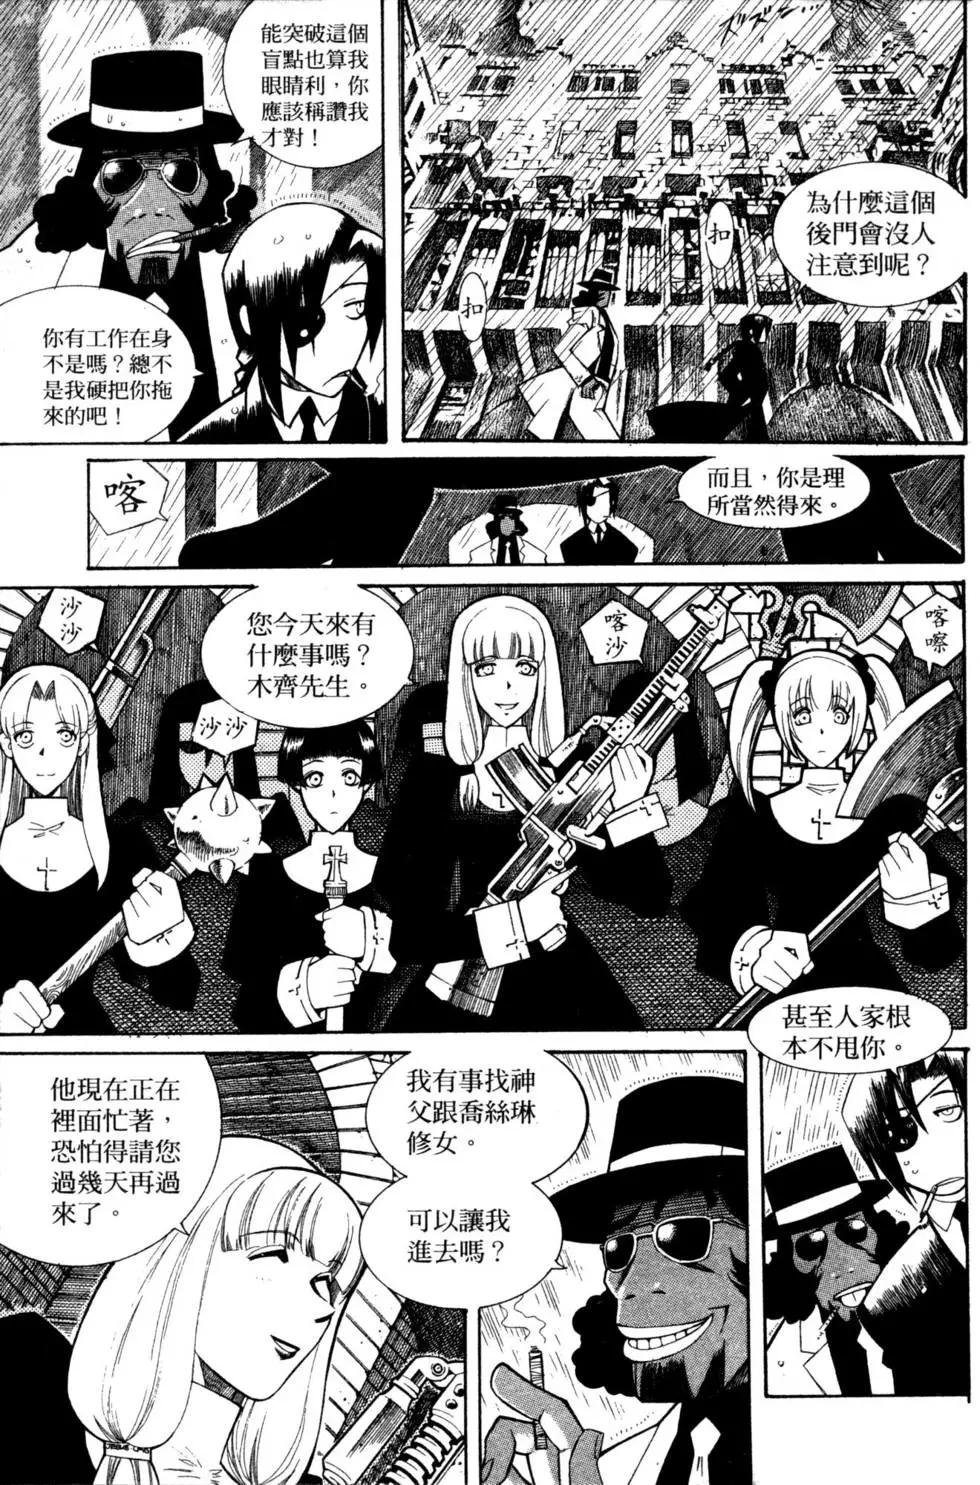 ズズズ...
為什麼這個
後門會沒人
注意到呢？
扣
扣
能突破這個
盲點也算我
眼睛利，你
應該稱讚我
才對！
你有工作在身
不是嗎？總不
是我硬把你拖
來的吧！
而且，你是理
所當然得來。
喀
喀嚓
喀沙
您今天來有
什麼事嗎？
木齊先生。
沙沙
沙沙
甚至人家根
本不甩你。
我有事找神
父跟喬絲琳
修女。
可以讓我
進去嗎？
他現在正在
裡面忙著，
恐怕得請您
過幾天再過
來了。